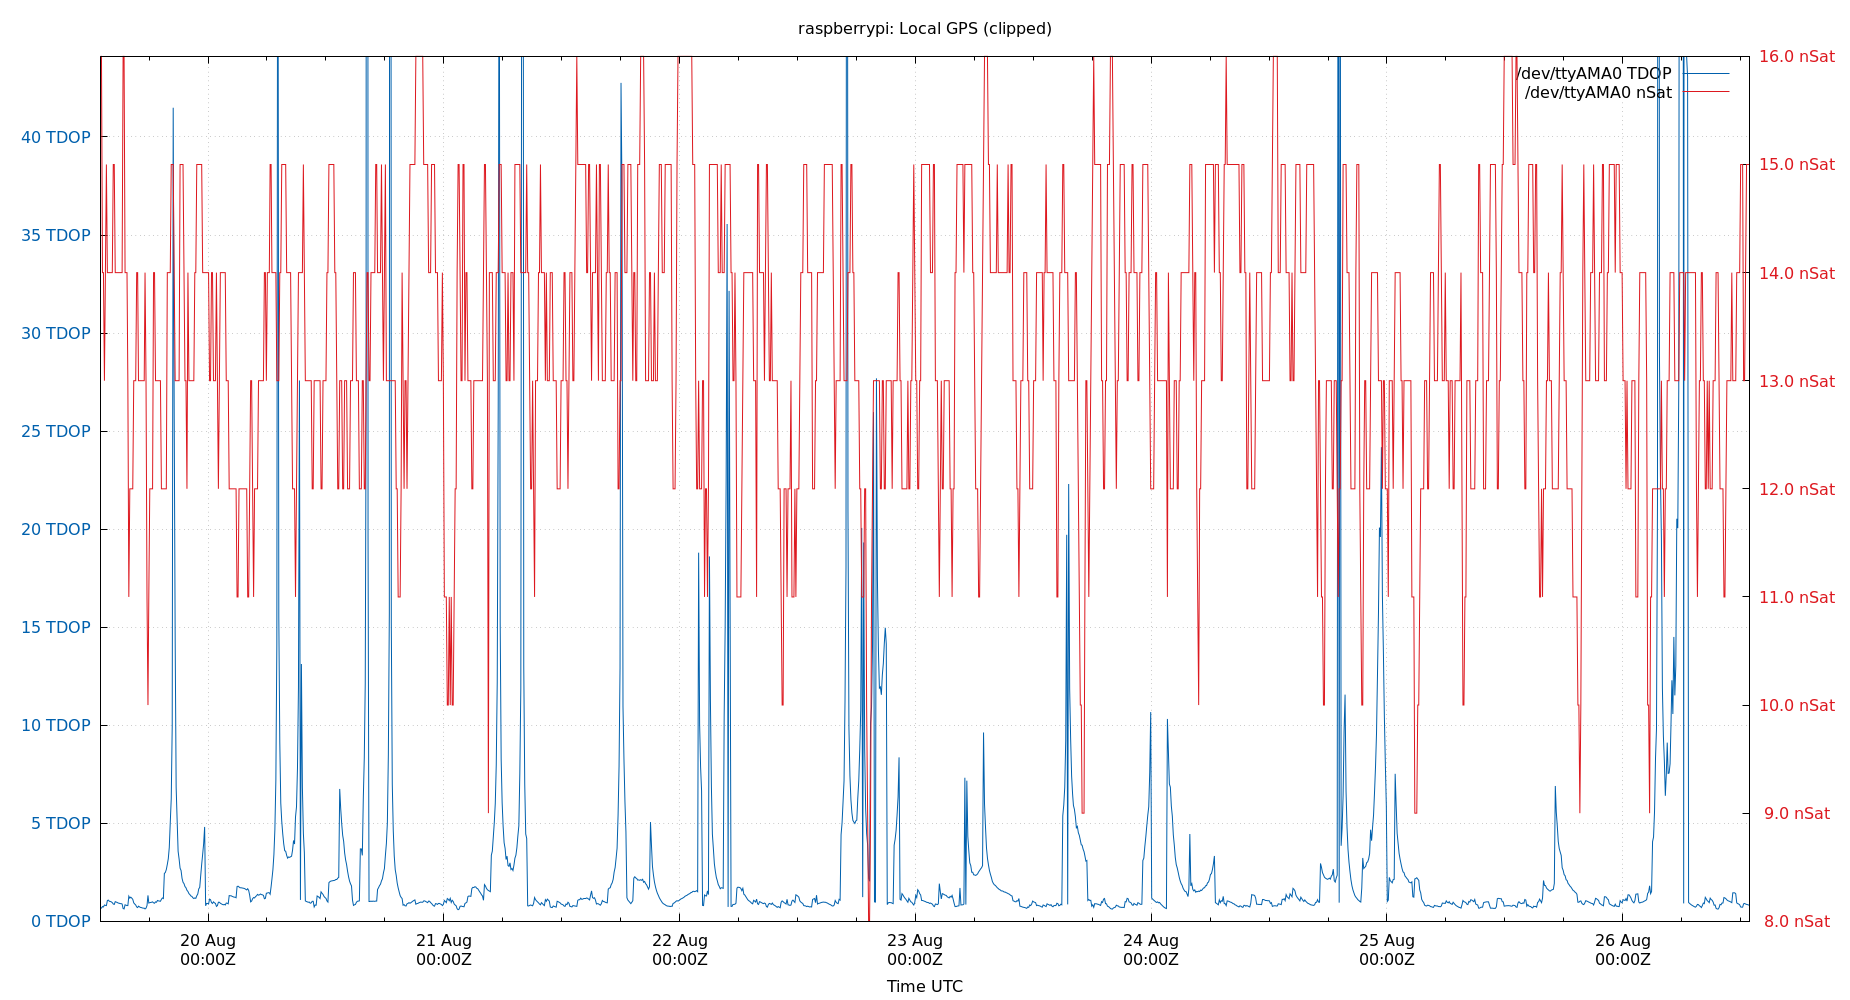 raspberrypi: Local GPS (clipped)
/dev/ttyAMA0 TDOP
/dev/ttyAMA0 nSat
40 TDOP
35 TDOP
30 TDOP
25 TDOP
20 TDOP
15 TDOP
10 TDOP
5 TDOP
0 TDOP
16.0 nSat
15.0 nSat
14.0 nSat
13.0 nSat
12.0 nSat
11.0 nSat
10.0 nSat
9.0 nSat
8.0 nSat
20 Aug
00:00Z
21 Aug
00:00Z
22 Aug
00:00Z
23 Aug
00:00Z
24 Aug
00:00Z
25 Aug
00:00Z
26 Aug
00:00Z
Time UTC